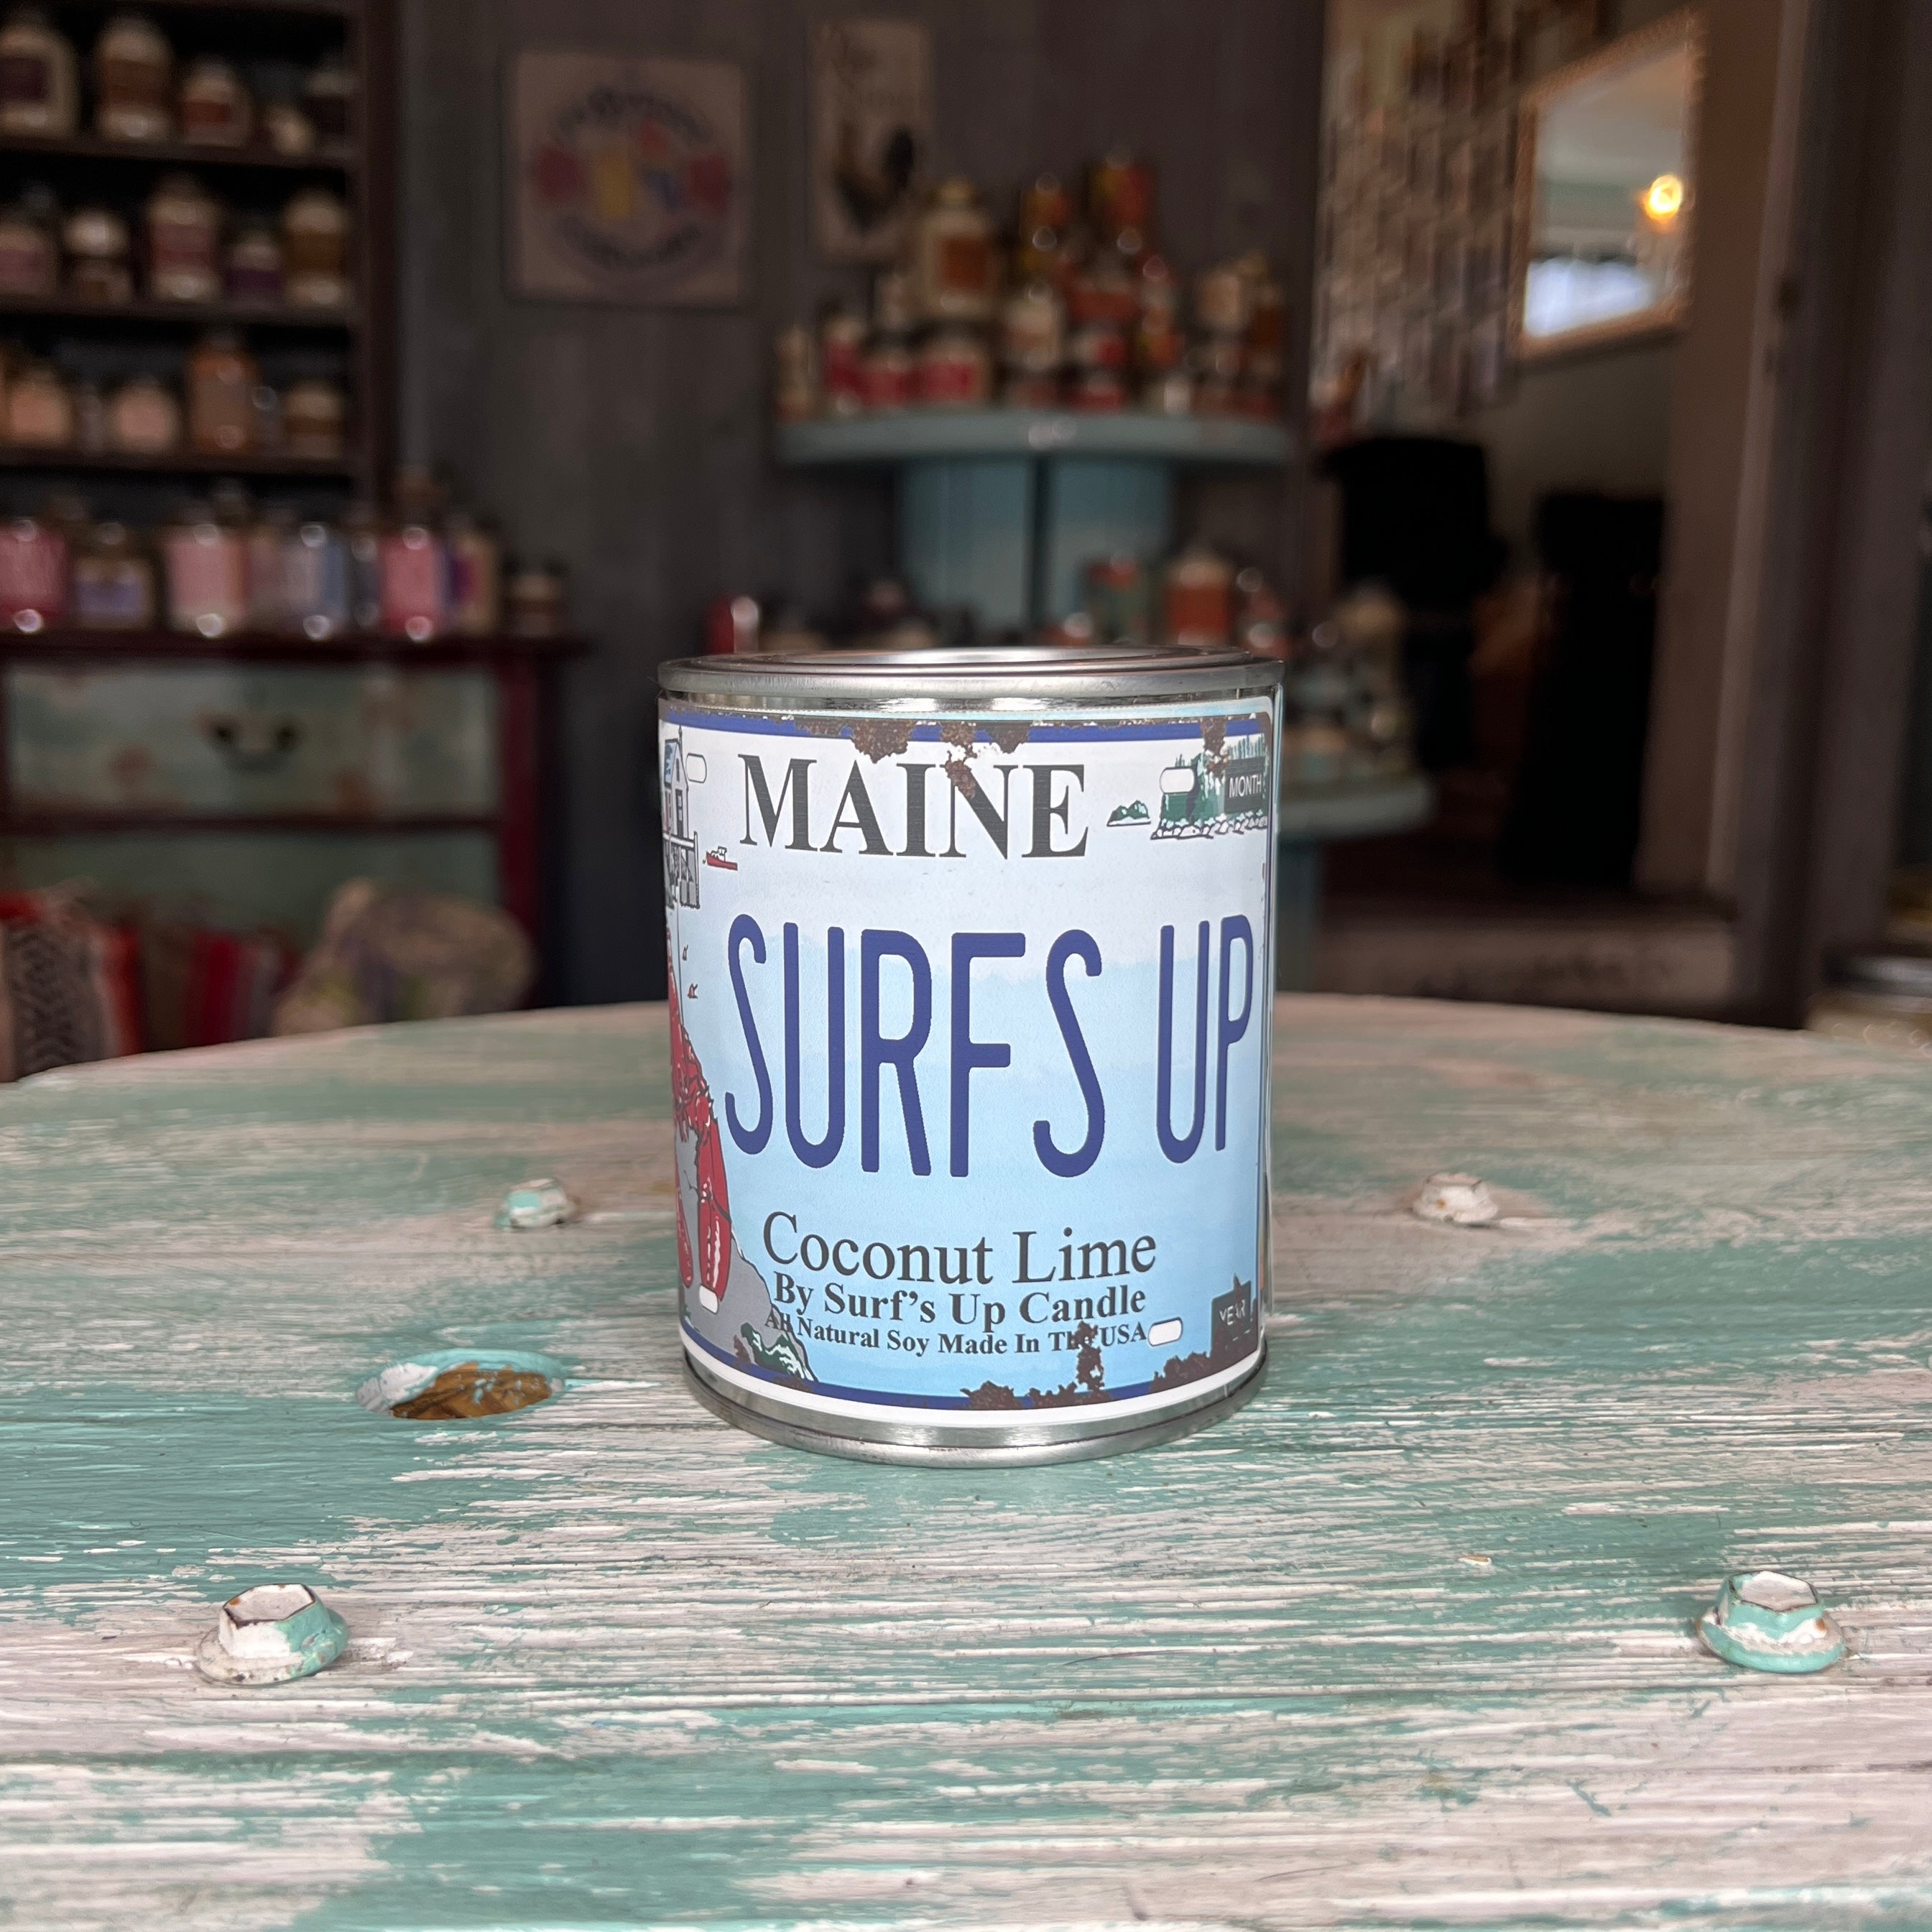 MAINE
MONTH
SURFS UP
Coconut Lime
By Surf's Up Candle
All Natural Soy Made In The USA
YEAR